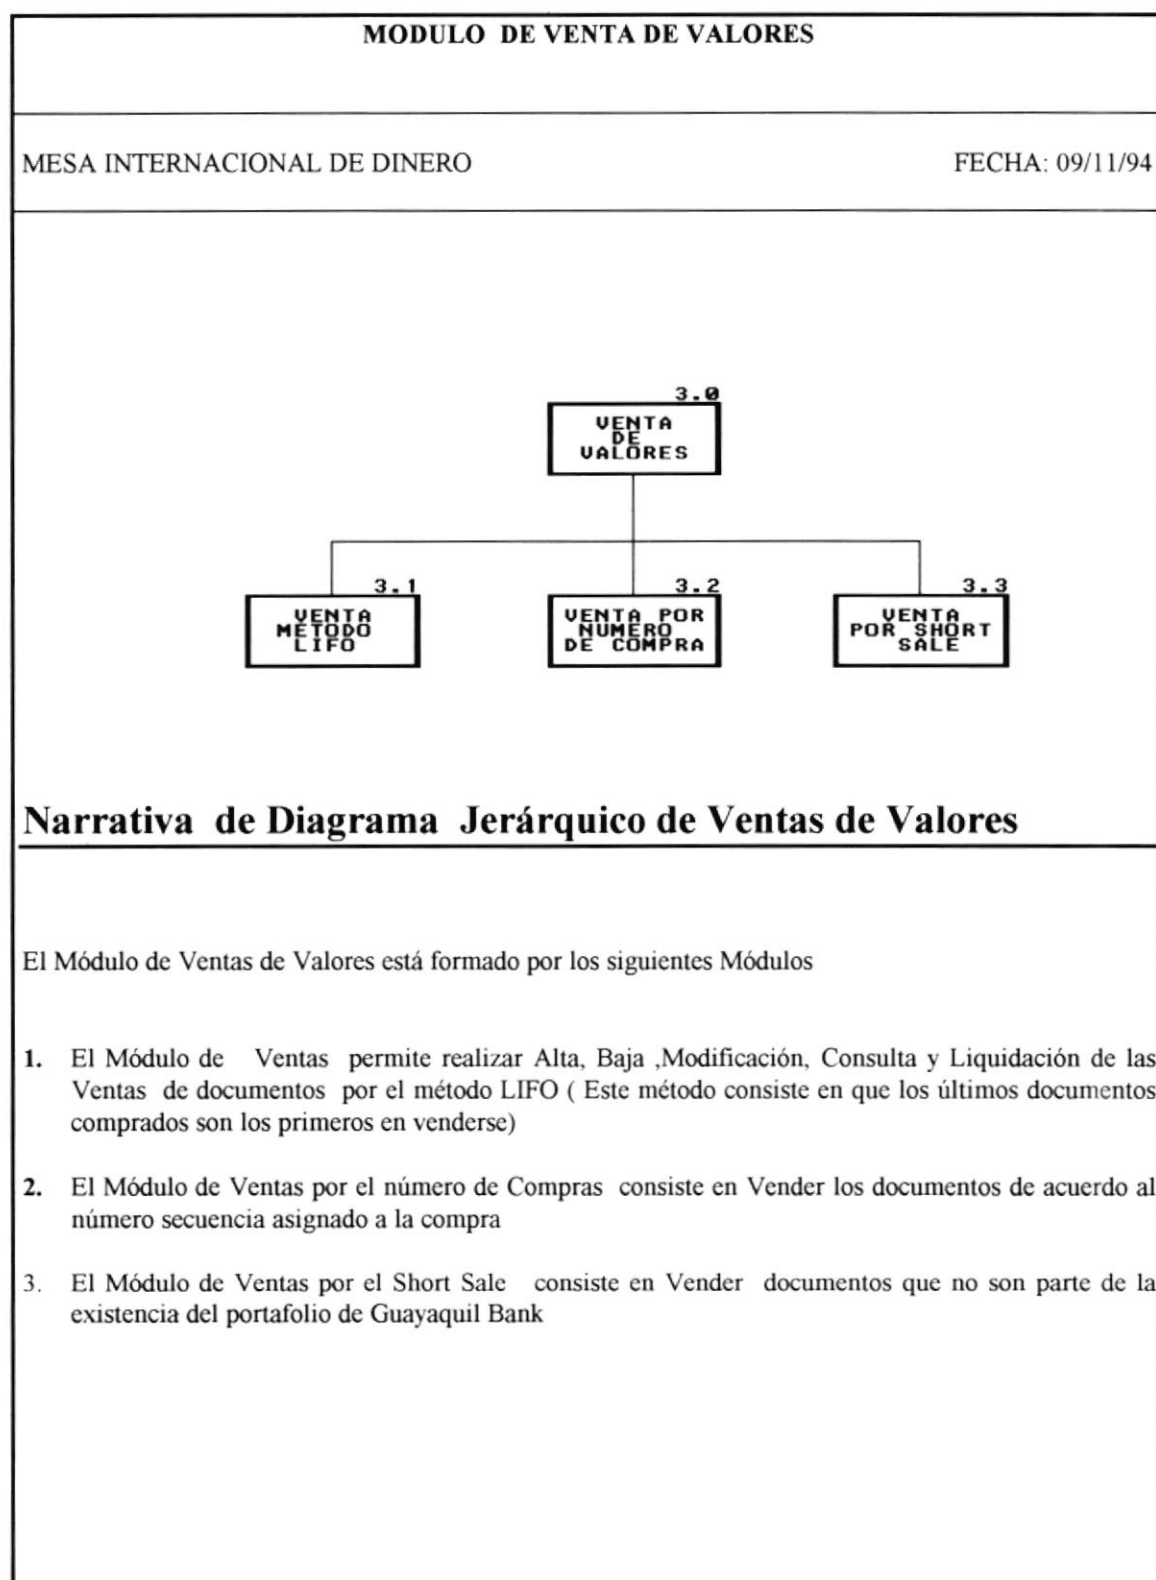 MODULO DE VENTA DE VALORES
MESA INTERNACIONAL DE DINERO FECHA: 09/11/94
3.0
VENTA
DE
VALORES
3.1
VENTA
METODO
LIFO
3.2
VENTA POR
NUMERO
DE COMPRA
3.3
VENTA
POR SHORT
SALE
Narrativa de Diagrama Jerárquico de Ventas de Valores
El Módulo de Ventas de Valores está formado por los siguientes Módulos
1. El Módulo de Ventas permite realizar Alta, Baja ,Modificación, Consulta y Liquidación de las
Ventas de documentos por el método LIFO ( Este método consiste en que los últimos documentos
comprados son los primeros en venderse)
2. El Módulo de Ventas por el número de Compras consiste en Vender los documentos de acuerdo al
número secuencia asignado a la compra
3. El Módulo de Ventas por el Short Sale consiste en Vender documentos que no son parte de la
existencia del portafolio de Guayaquil Bank